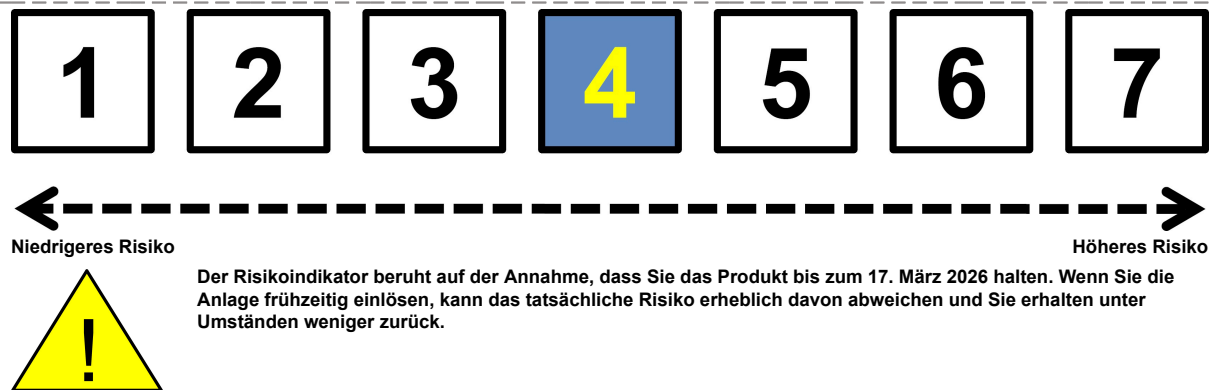 1 2 3 4 5 6 7
Niedrigeres Risiko Höheres Risiko
Der Risikoindikator beruht auf der Annahme, dass Sie das Produkt bis zum 17. März 2026 halten. Wenn Sie die
Anlage frühzeitig einlösen, kann das tatsächliche Risiko erheblich davon abweichen und Sie erhalten unter
Umständen weniger zurück.
!